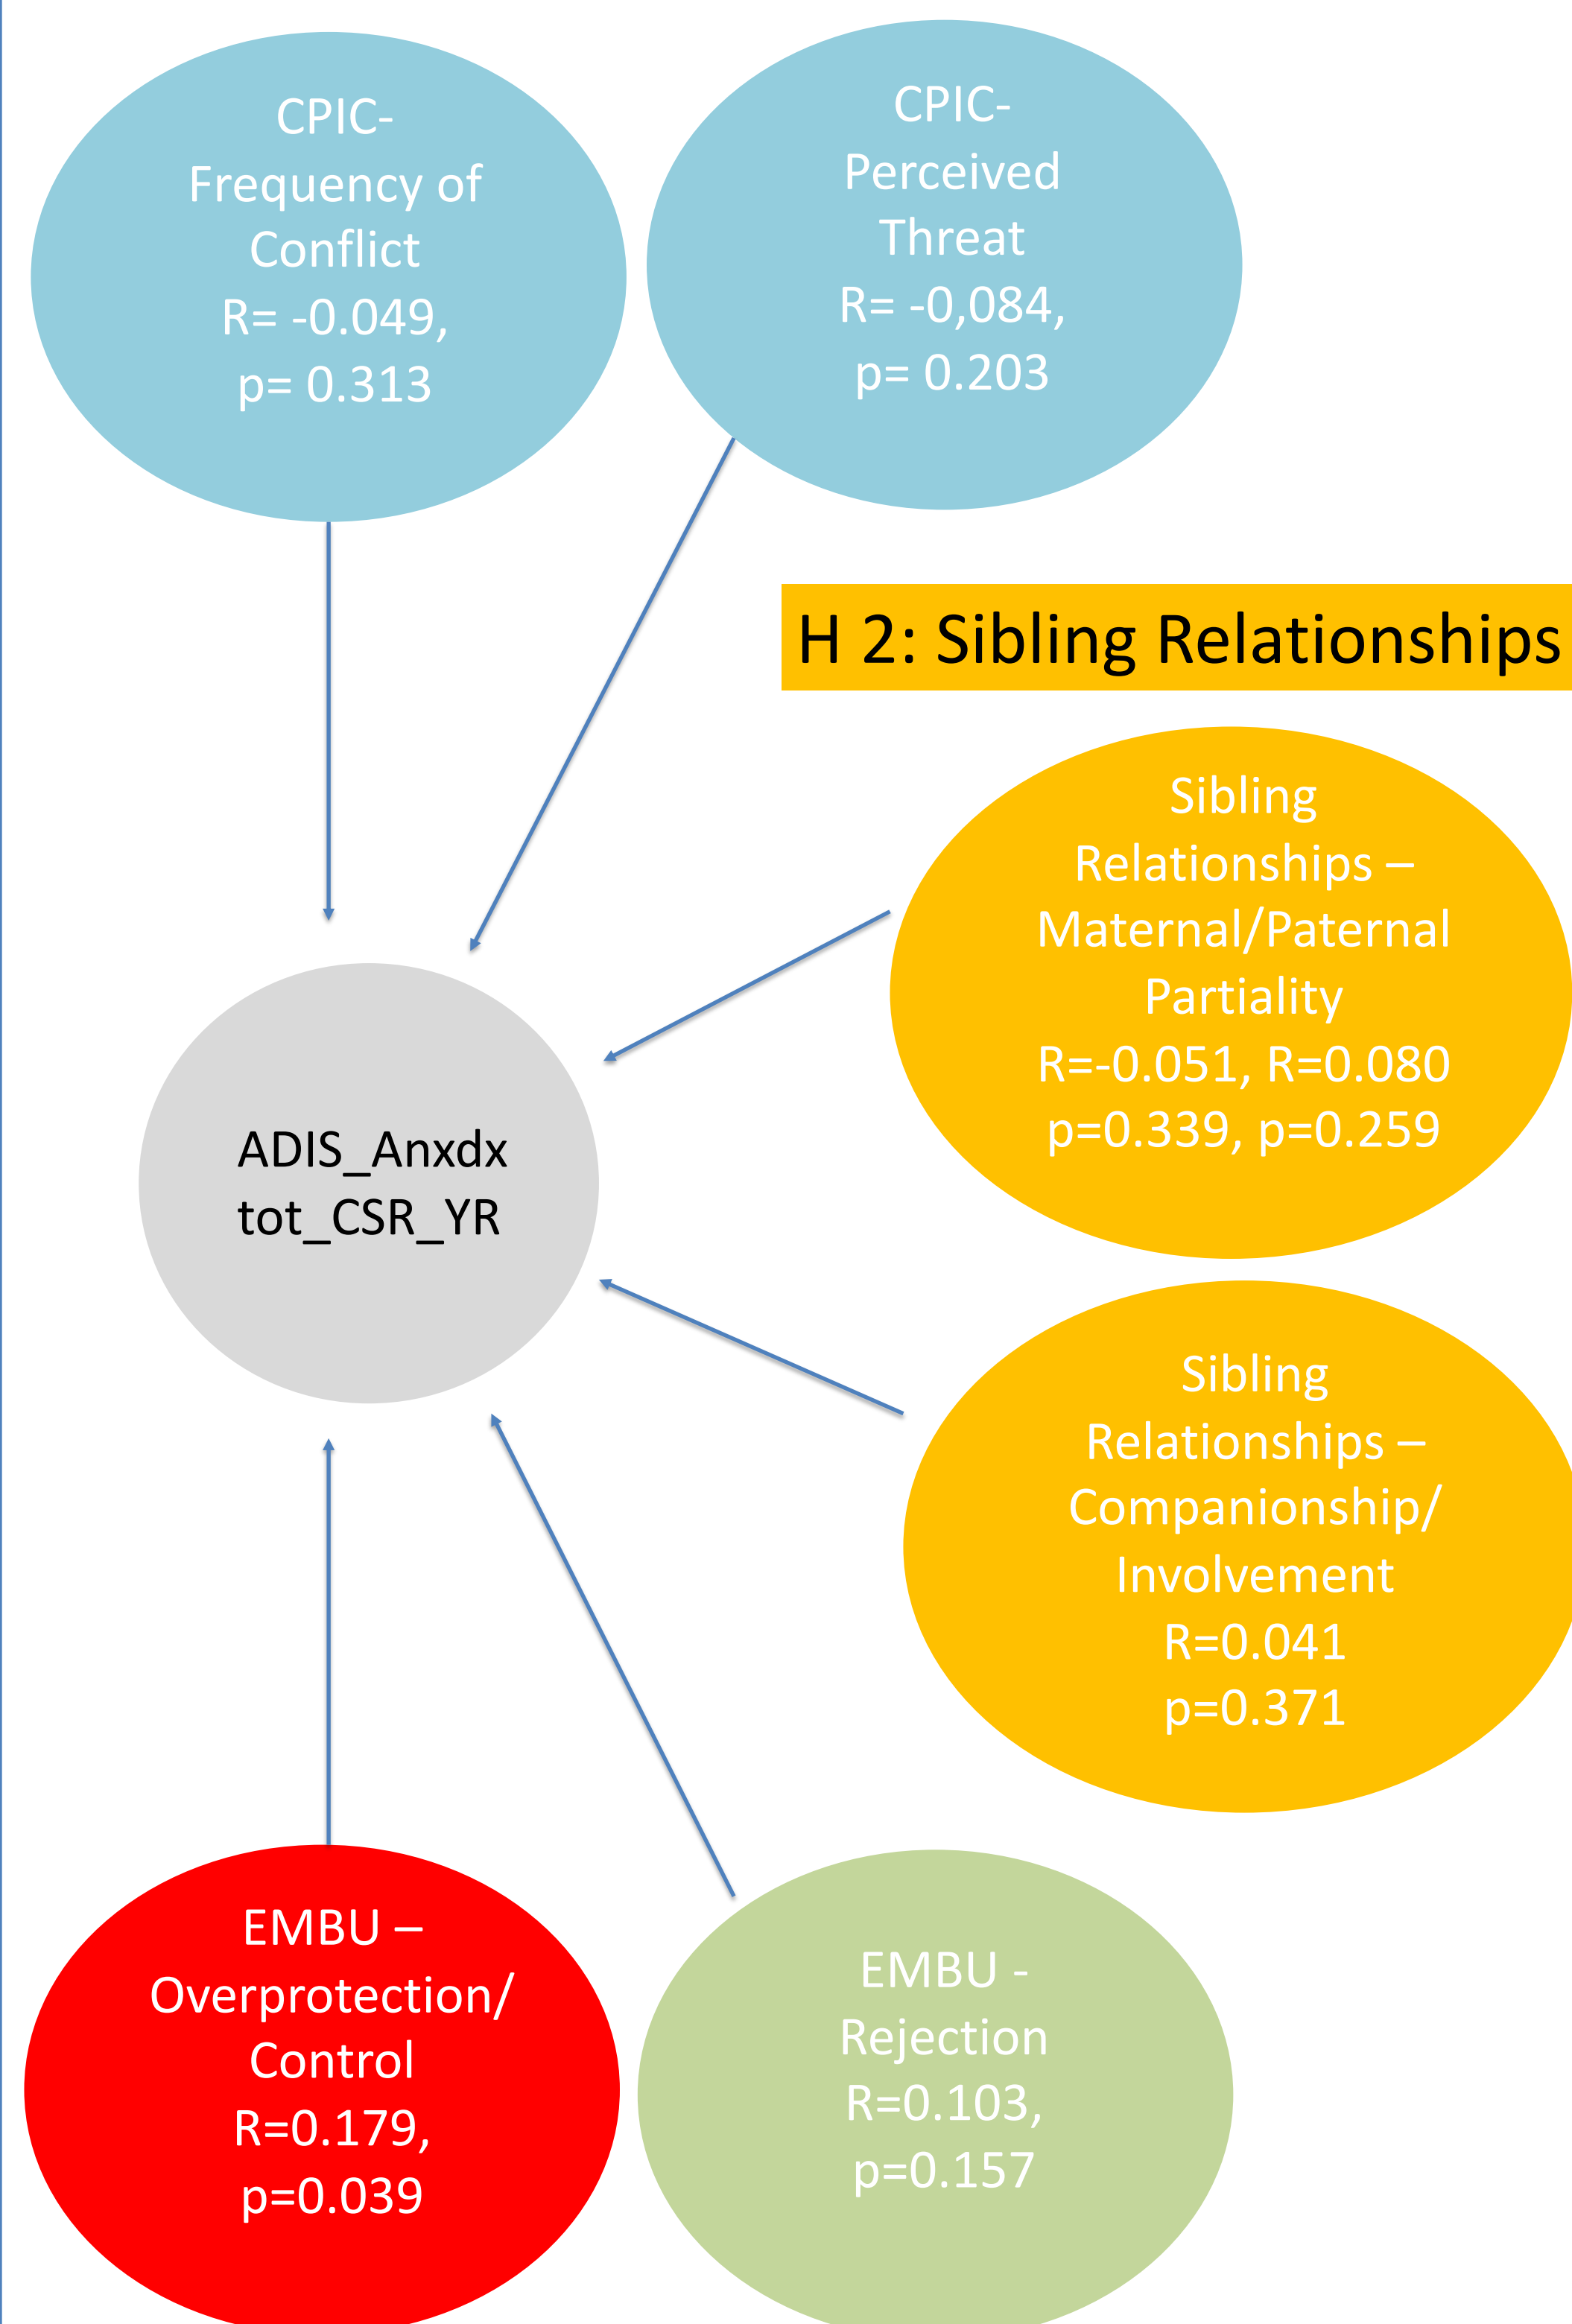 CPIC-
Frequency of
Conflict
R= -0.049,
p= 0.313
CPIC-
Perceived
Threat
R= -0,084,
p= 0.203
H 2: Sibling Relationships
Sibling
Relationships –
Maternal/Paternal
Partiality
R=-0.051, R=0.080
p=0.339, p=0.259
ADIS_Anxdx
tot_CSR_YR
Sibling
Relationships –
Companionship/
Involvement
R=0.041
p=0.371
EMBU –
Overprotection/
Control
R=0.179,
p=0.039
EMBU -
Rejection
R=0.103,
p=0.157